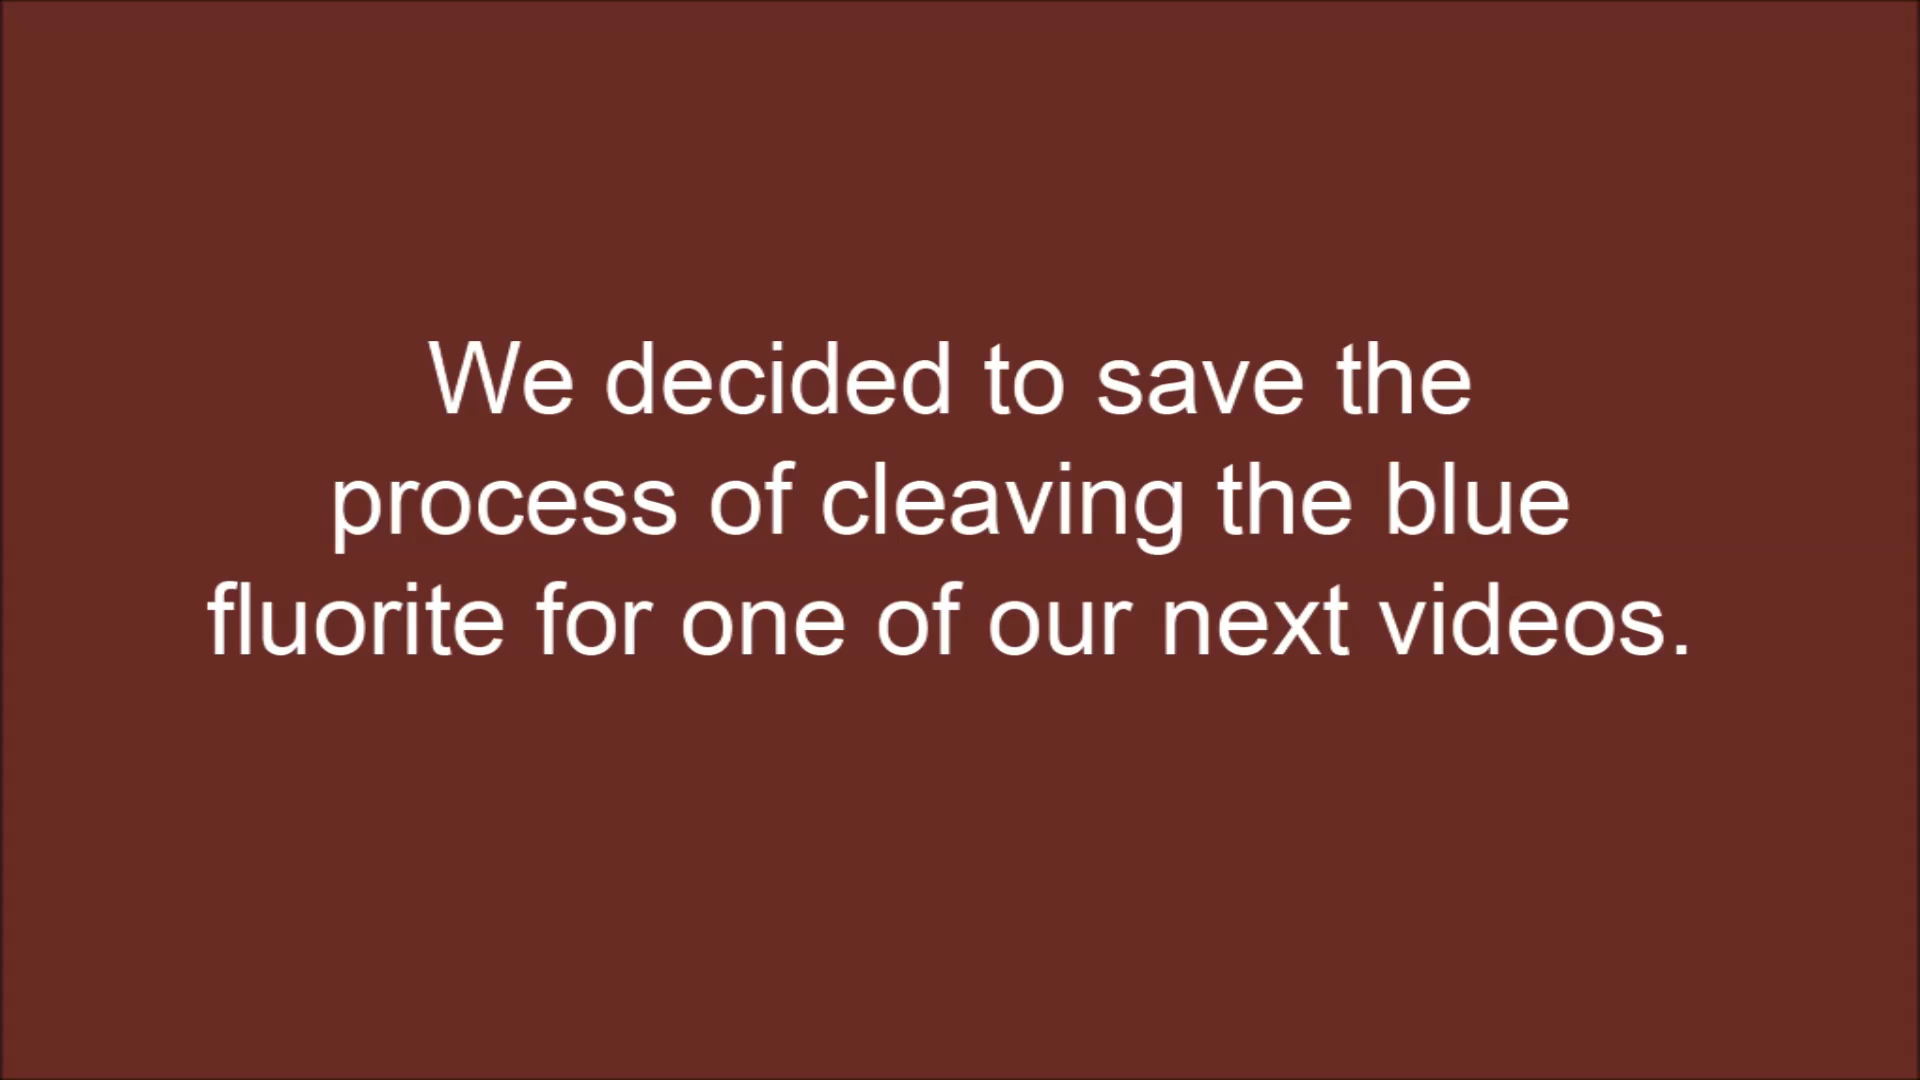 We decided to save the
process of cleaving the blue
fluorite for one of our next videos.